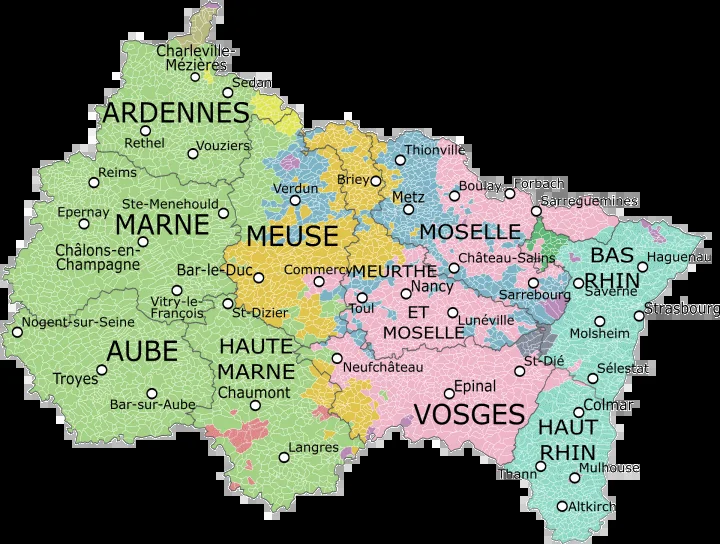 Charleville-
Mézières
Sedan
ARDENNES
Rethel
Vouziers
Thionville
Reims
Verdun
Briey
Boulay
Forbach
Metz
Sarreguemines
Ste-Menehould
Epernay
MARNE
MEUSE
MOSELLE
Châlons-en-
Champagne
Bar-le-Duc
Commercy
MEURTHE
Château-Salins
BAS
RHIN
Haguenau
Nancy
Sarrebourg
Saverne
Vitry-le-
François
St-Dizier
Toul
ET
MOSELLE
Lunéville
Strasbourg
Nogent-sur-Seine
Molsheim
AUBE
HAUTE
MARNE
Neufchâteau
St-Dié
Sélestat
Troyes
Chaumont
Epinal
Bar-sur-Aube
VOSGES
Colmar
HAUT
RHIN
Langres
Thann
Mulhouse
Altkirch